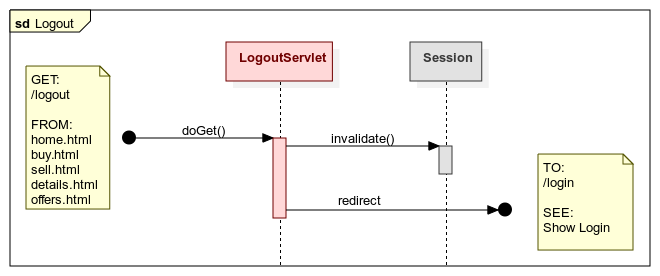 sd Logout
LogoutServlet
Session
GET:
/logout
FROM:
home.html
buy.html
sell.html
details.html
offers.html
doGet()
invalidate()
redirect
TO:
/login
SEE:
Show Login